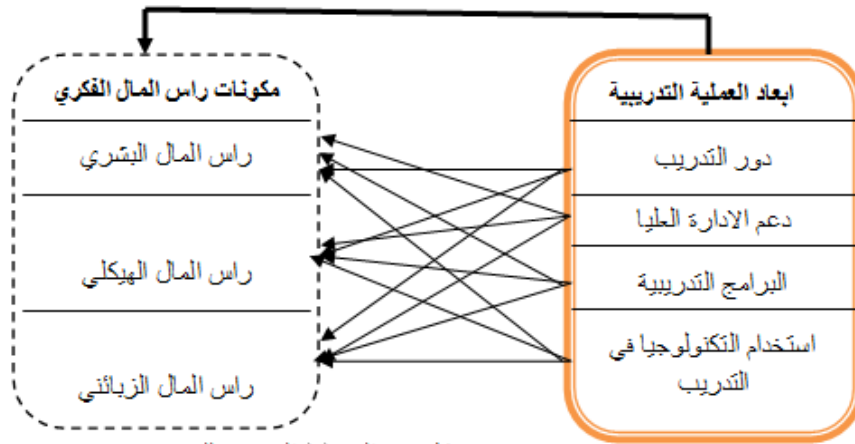 ابعاد العملية التدريبية
دور التدريب
دعم الادارة العليا
البرامج التدريبية
استخدام التكنولوجيا في
التدريب
مكونات راس المال الفكري
راس المال البشري
راس المال الهيكلي
راس المال الزبائني